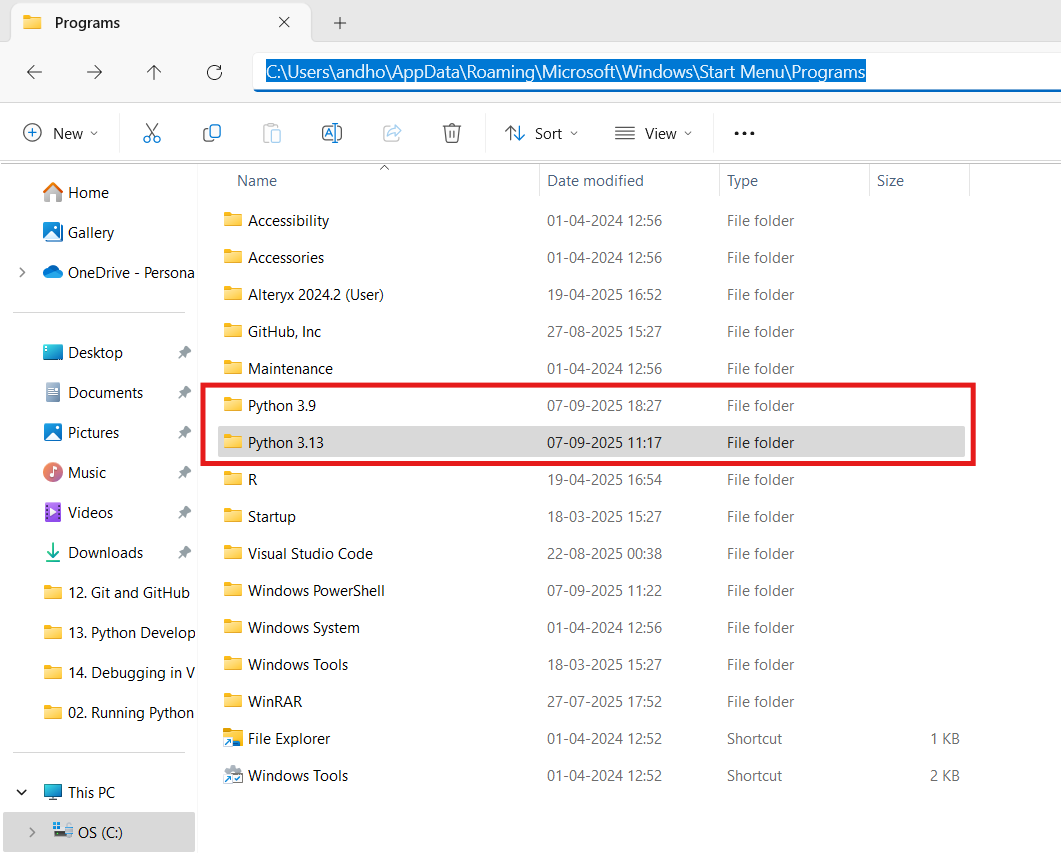 Programs
C:\Users\andho\AppData\Roaming\Microsoft\Windows\Start Menu\Programs
New
Sort
View
Home
Gallery
OneDrive - Persona
Desktop
Documents
Pictures
Music
Videos
Downloads
12. Git and GitHub
13. Python Develop
14. Debugging in V
02. Running Python
This PC
OS (C:)
Name Date modified Type Size
Accessibility 01-04-2024 12:56 File folder
Accessories 01-04-2024 12:56 File folder
Alteryx 2024.2 (User) 19-04-2025 16:52 File folder
GitHub, Inc 27-08-2025 15:27 File folder
Maintenance 01-04-2024 12:56 File folder
Python 3.9 07-09-2025 18:27 File folder
Python 3.13 07-09-2025 11:17 File folder
R 19-04-2025 16:54 File folder
Startup 18-03-2025 15:27 File folder
Visual Studio Code 22-08-2025 00:38 File folder
Windows PowerShell 07-09-2025 11:22 File folder
Windows System 01-04-2024 12:56 File folder
Windows Tools 18-03-2025 15:27 File folder
WinRAR 27-07-2025 17:52 File folder
File Explorer 01-04-2024 12:52 Shortcut 1 KB
Windows Tools 01-04-2024 12:52 Shortcut 2 KB